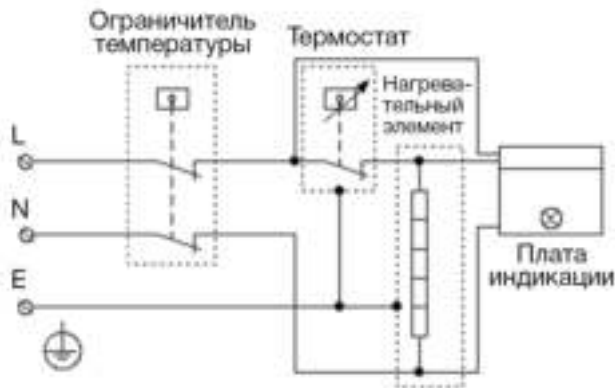 Ограничитель
температуры
Термостат
Нагрева-
тельный
элемент
L
N
E
Плата
индикации